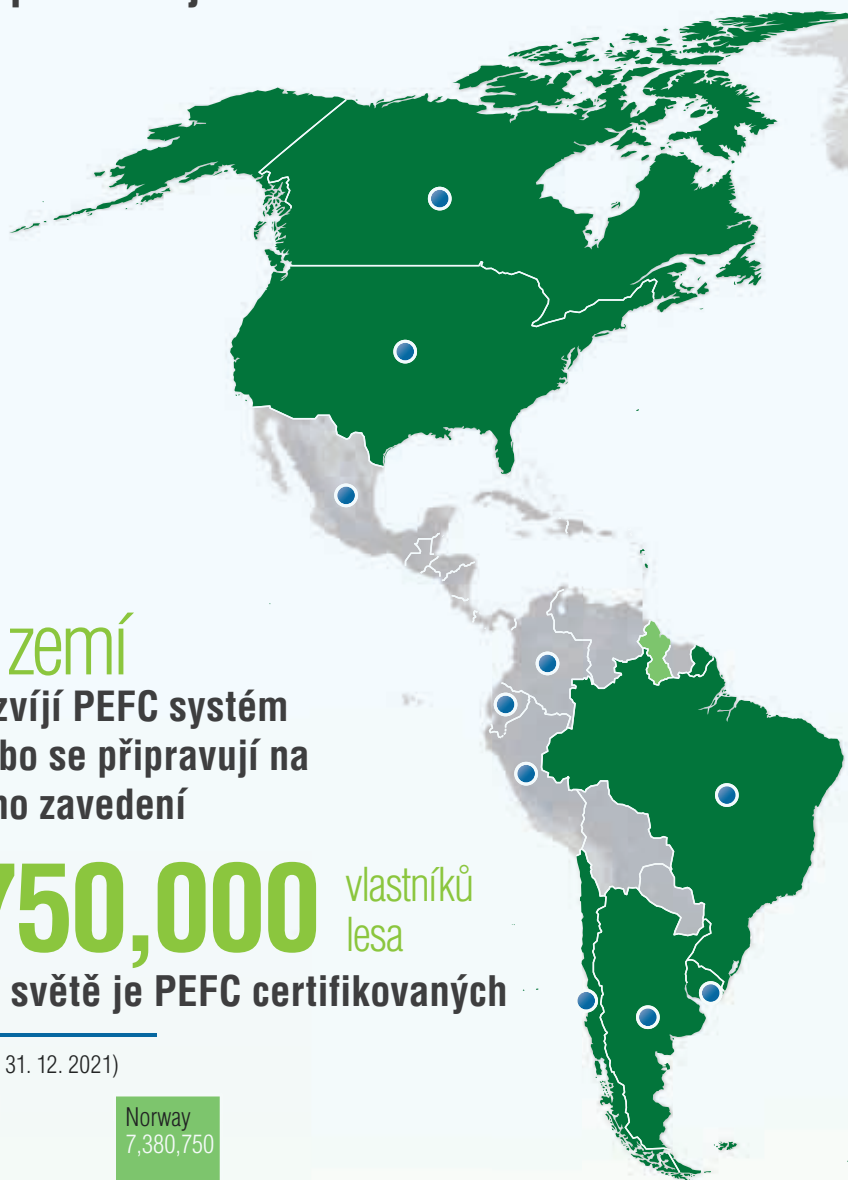 zemí
zvíjí PEFC systém
bo se připravují na
ho zavedení
750,000 vlastníků
lesa
světě je PEFC certifikovaných
31. 12. 2021)
Norway
7,380,750